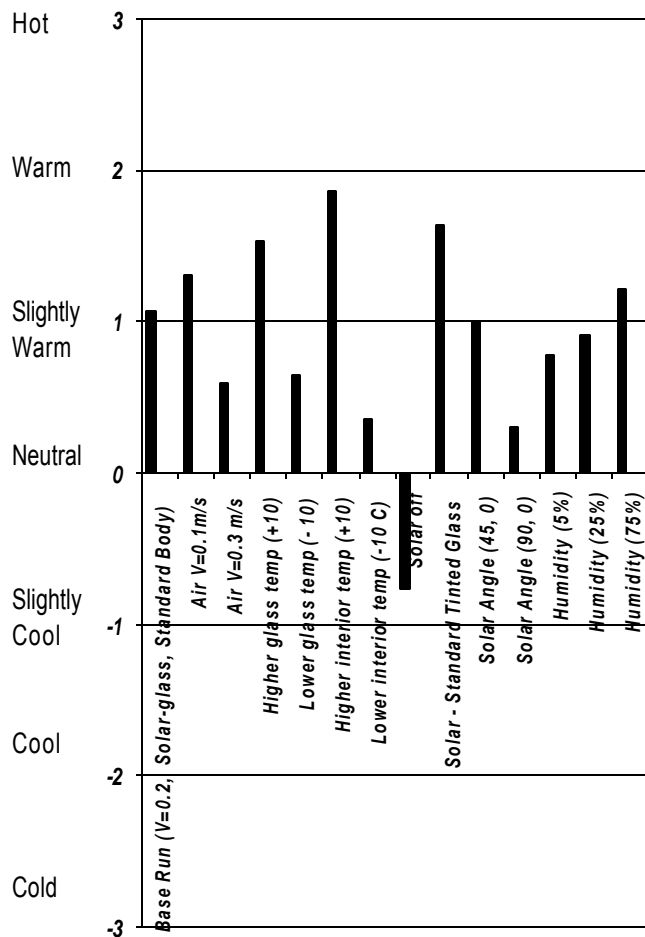 Hot
Warm
Slightly
Warm
Neutral
Slightly
Cool
Cool
Cold
3
2
1
0
-1
-2
-3
Base Run (V=0.2, Solar-glass, Standard Body)
Air V=0.1m/s
Air V=0.3 m/s
Higher glass temp (+10)
Lower glass temp (- 10)
Higher interior temp (+10)
Lower interior temp (-10 C)
Solar off
Solar - Standard Tinted Glass
Solar Angle (45, 0)
Solar Angle (90, 0)
Humidity (5%)
Humidity (25%)
Humidity (75%)